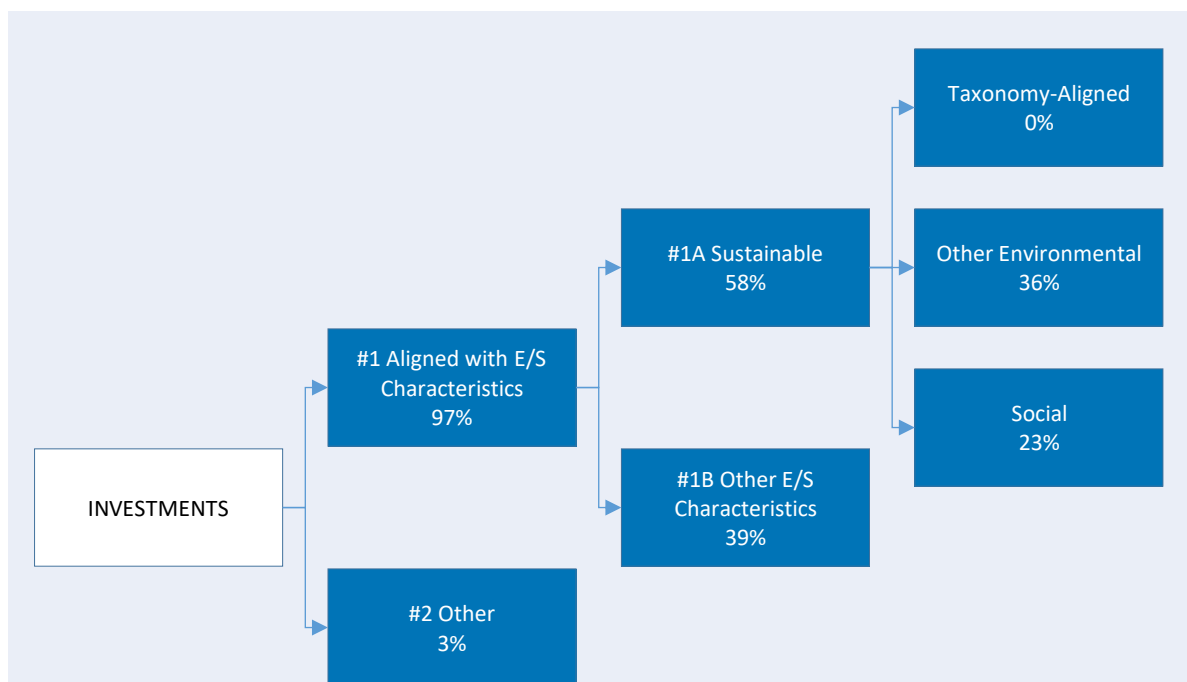 Taxonomy-Aligned
0%
#1A Sustainable
58%
Other Environmental
36%
#1 Aligned with E/S
Characteristics
97%
Social
23%
INVESTMENTS
#1B Other E/S
Characteristics
39%
#2 Other
3%